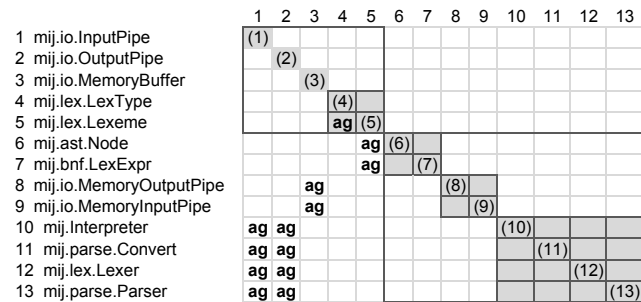 1 2 3 4 5 6 7 8 9 10 11 12 13
1 mij.io.InputPipe (1)
2 mij.io.OutputPipe (2)
3 mij.io.MemoryBuffer (3)
4 mij.lex.LexType (4)
5 mij.lex.Lexeme ag (5)
6 mij.ast.Node ag (6)
7 mij.bnf.LexExpr ag (7)
8 mij.io.MemoryOutputPipe ag (8)
9 mij.io.MemoryInputPipe ag (9)
10 mij.Interpreter ag ag (10)
11 mij.parse.Convert ag ag (11)
12 mij.lex.Lexer ag ag (12)
13 mij.parse.Parser ag ag (13)